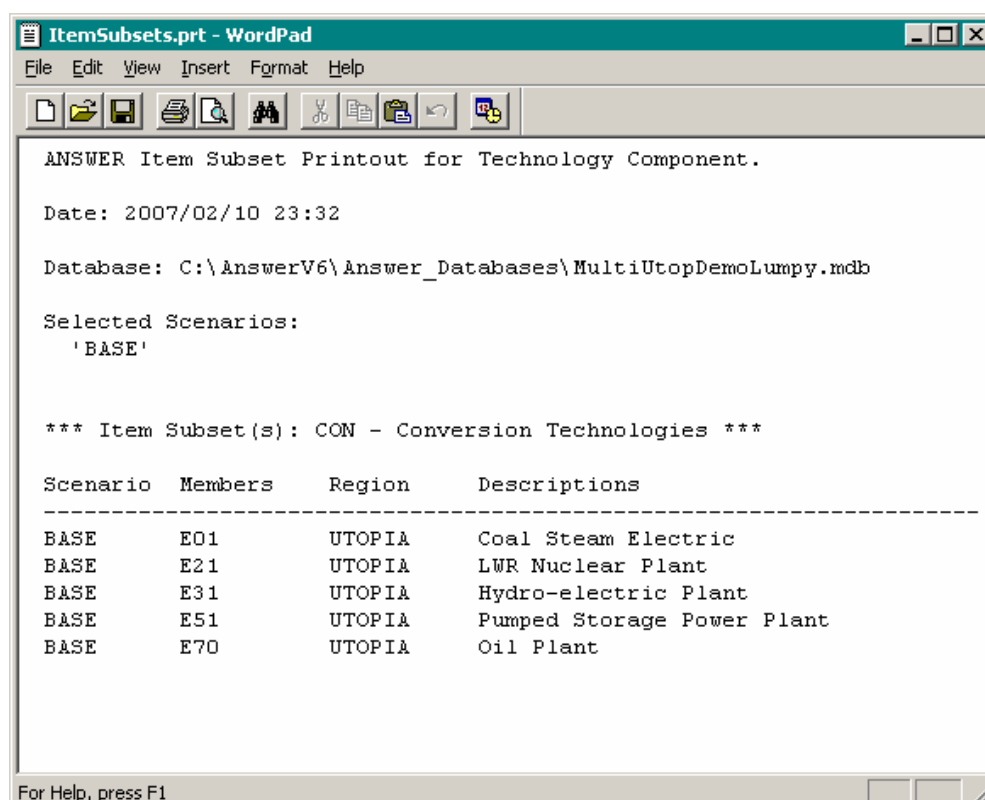 ItemSubsets.prt - WordPad
File Edit View Insert Format Help
ANSWER Item Subset Printout for Technology Component.
Date: 2007/02/10 23:32
Database: C:\AnswerV6\Answer_Databases\MultiUtopDemoLumpy.mdb
Selected Scenarios:
'BASE'
*** Item Subset(s): CON - Conversion Technologies ***
Scenario Members Region Descriptions
---------------------------------------------------------------------
BASE E01 UTOPIA Coal Steam Electric
BASE E21 UTOPIA LWR Nuclear Plant
BASE E31 UTOPIA Hydro-electric Plant
BASE E51 UTOPIA Pumped Storage Power Plant
BASE E70 UTOPIA Oil Plant
For Help, press F1